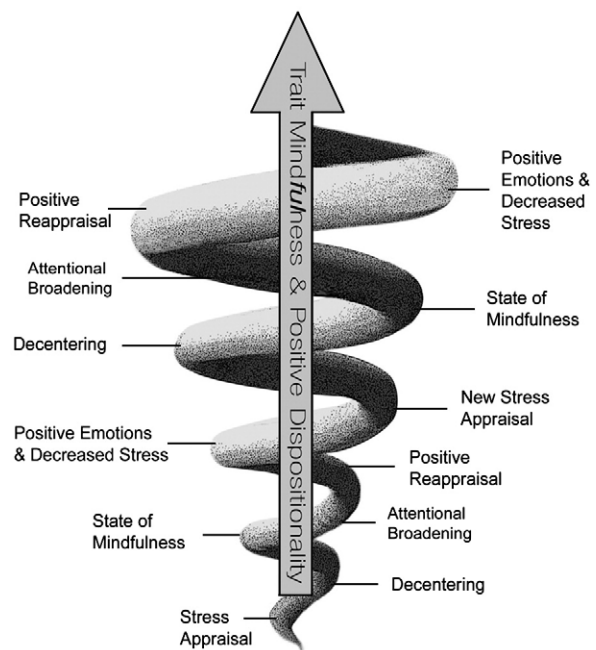 Trait Mindfulness & Positive Dispositionality
Positive
Emotions &
Decreased
Stress
Positive
Reappraisal
Attentional
Broadening
State of
Mindfulness
Decentering
New Stress
Appraisal
Positive Emotions
& Decreased Stress
Positive
Reappraisal
State of
Mindfulness
Attentional
Broadening
Decentering
Stress
Appraisal